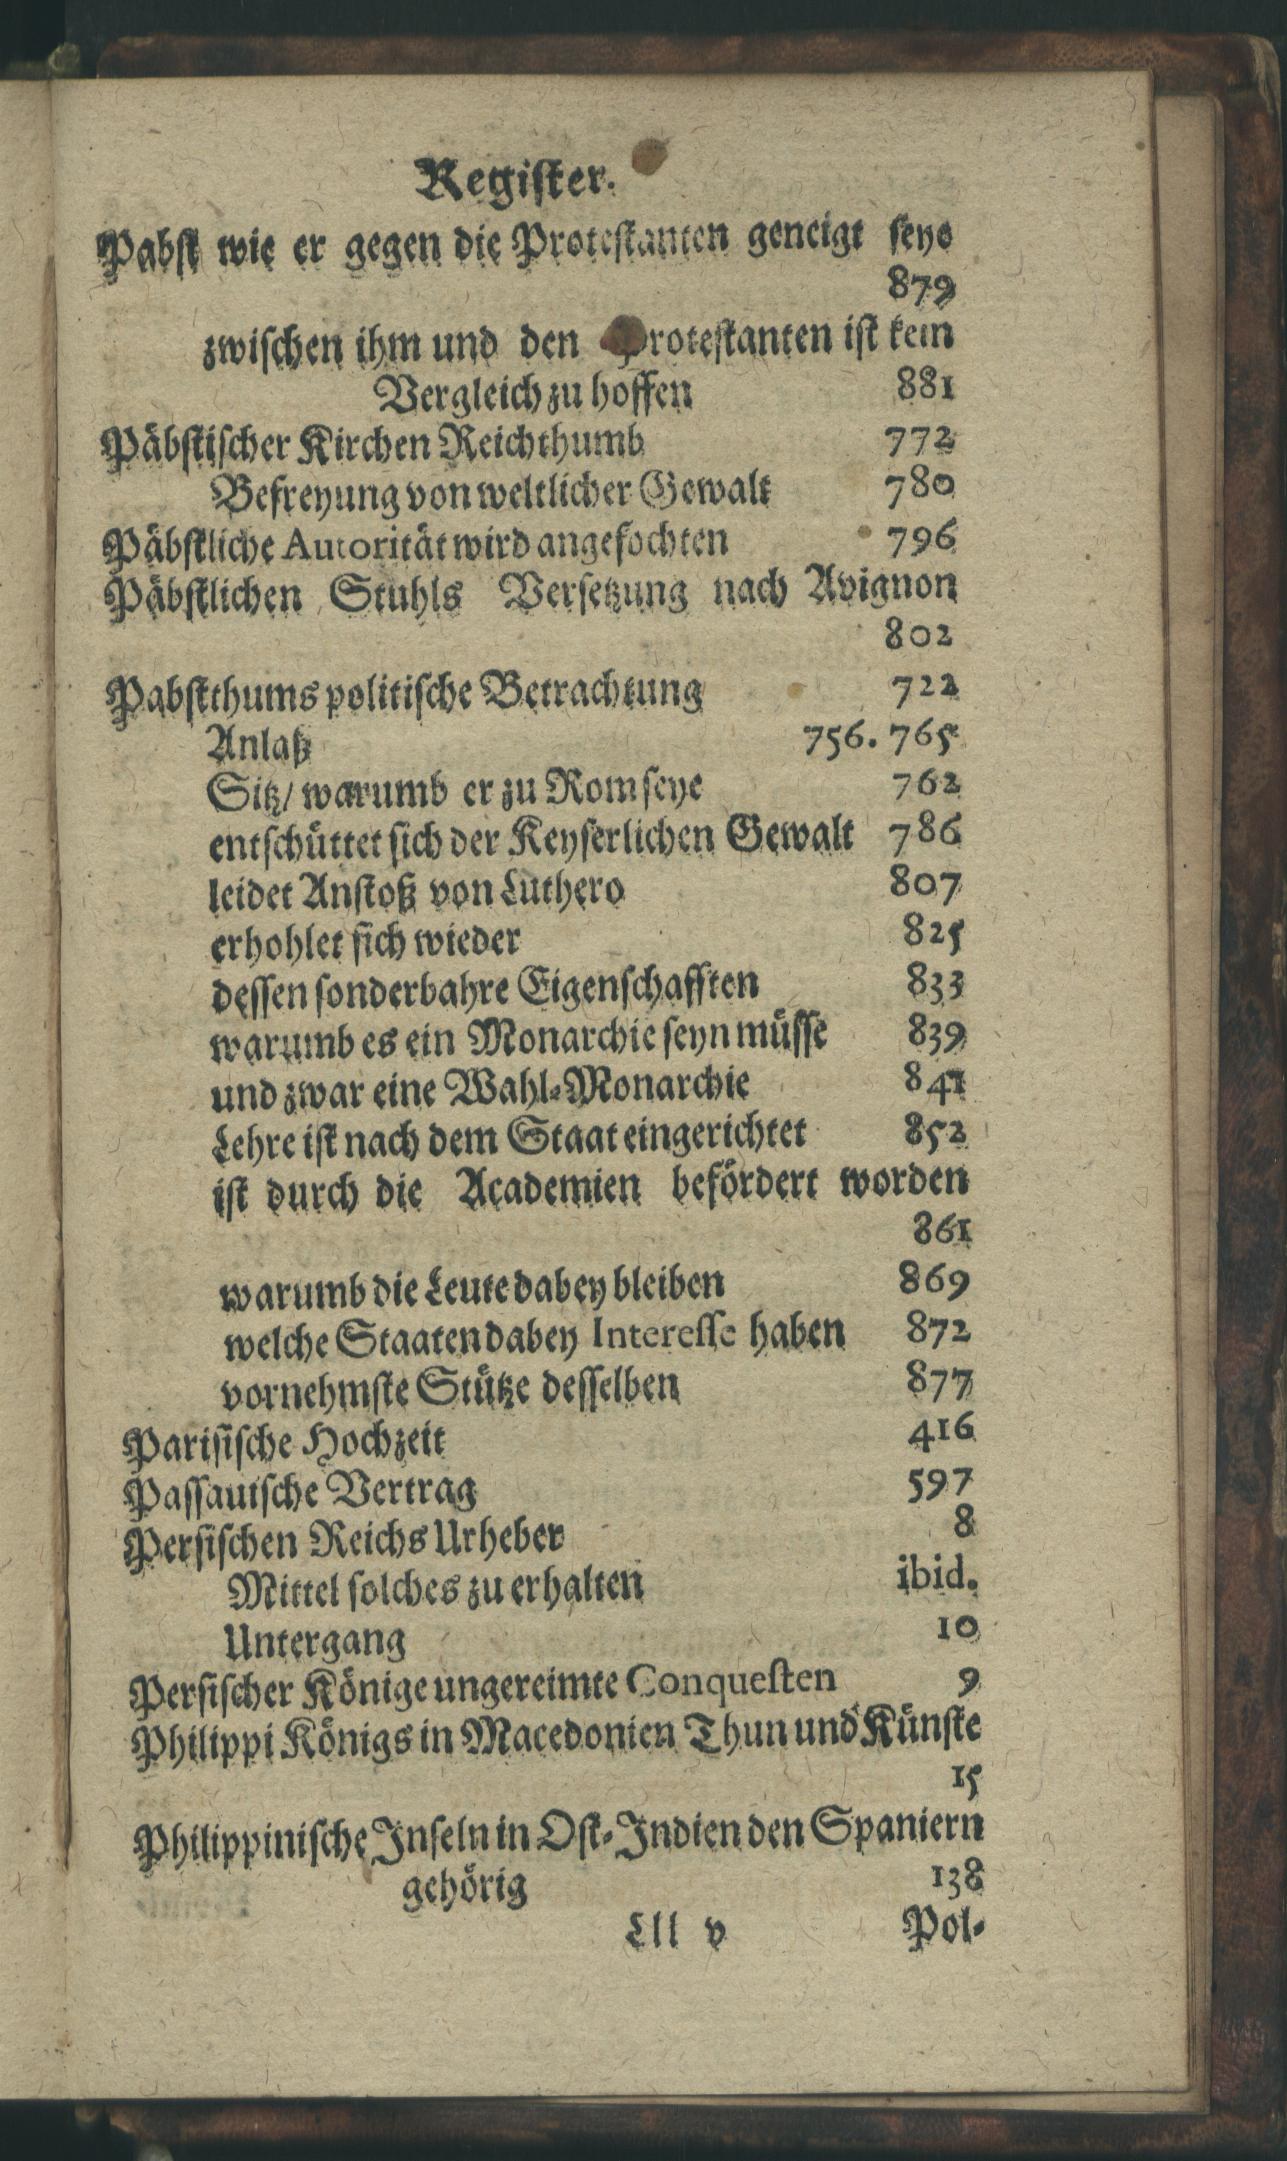 Regiſter.
Pabſt wie er gegen die Proteſtanten geneigt ſeye
879
zwiſchen ihm und den Proteſtanten iſt kein
Vergleich zu hoffen 881
Päbſtiſcher Kirchen Reichthumb 772
Befreyung von weltlicher Gewalt 780
Päbſtliche Autorität wird angefochten 796
Päbſtlichen Stuhls Verſetzung nach Avignon
802
Pabſtthums politiſche Betrachtung 722
Anlaß 756. 765
Sitz/ warumb er zu Rom ſeye 762
entſchüttet ſich der Keyſerlichen Gewalt 786
leidet Anſtoß von Luthero 807
erhohlet ſich wieder 825
deſſen ſonderbahre Eigenſchafften 833
warumb es ein Monarchie ſeyn müſſe 839
und zwar eine Wahl-Monarchie 841
Lehre iſt nach dem Staat eingerichtet 852
iſt durch die Academien befördert worden
861
warumb die Leute dabey bleiben 869
welche Staaten dabey Intereſſe haben 872
vornehmſte Stütze deſſelben 877
Pariſiſche Hochzeit 416
Paſſauiſche Vertrag 597
Perſiſchen Reichs Urheber 8
Mittel ſolches zu erhalten ibid.
Untergang 10
Perſiſcher Könige ungereimte Conqueſten 9
Philippi Königs in Macedonien Thun und Künſte
15
Philippiniſche Inſeln in Oſt-Indien den Spaniern
gehörig 138
Lll v Pol-